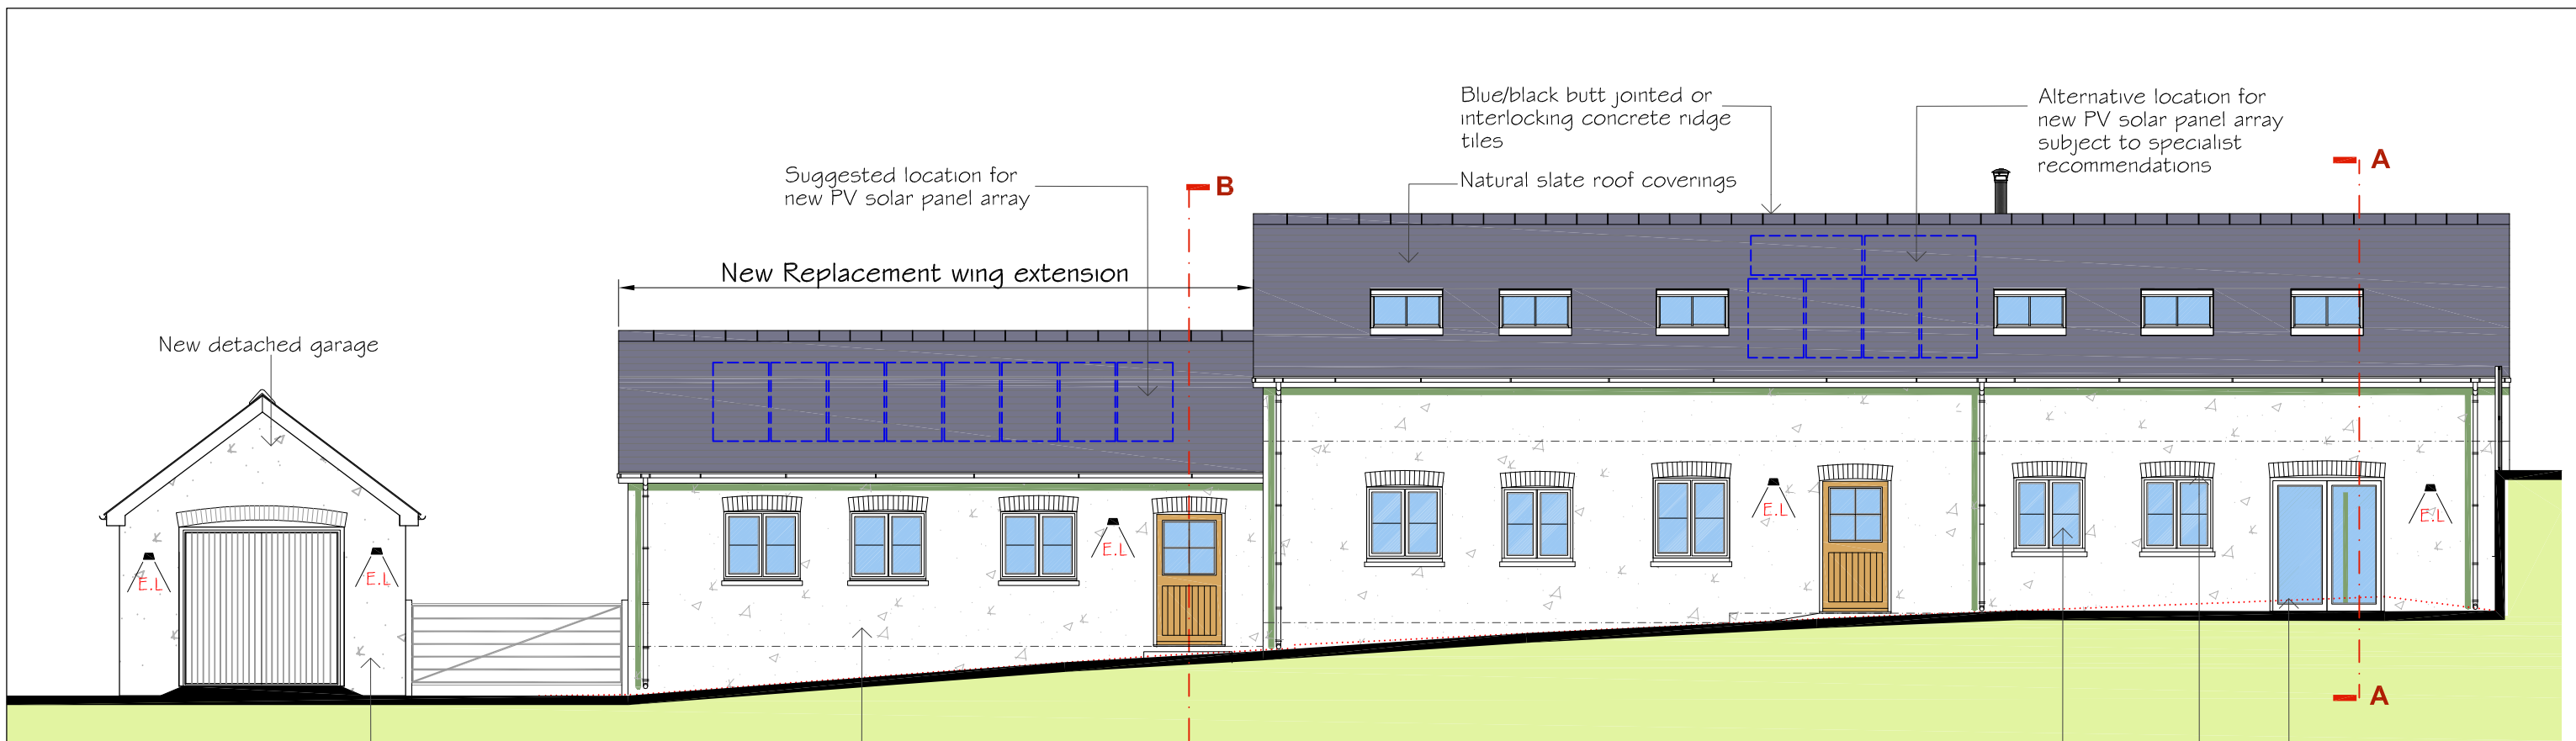 Blue/black butt jointed or
interlocking concrete ridge
tiles
Alternative location for
new PV solar panel array
subject to specialist
recommendations
Suggested location for
new PV solar panel array
Natural slate roof coverings
A
B
New Replacement wing extension
New detached garage
E.L
E.L
E.L
E.L
E.L
A